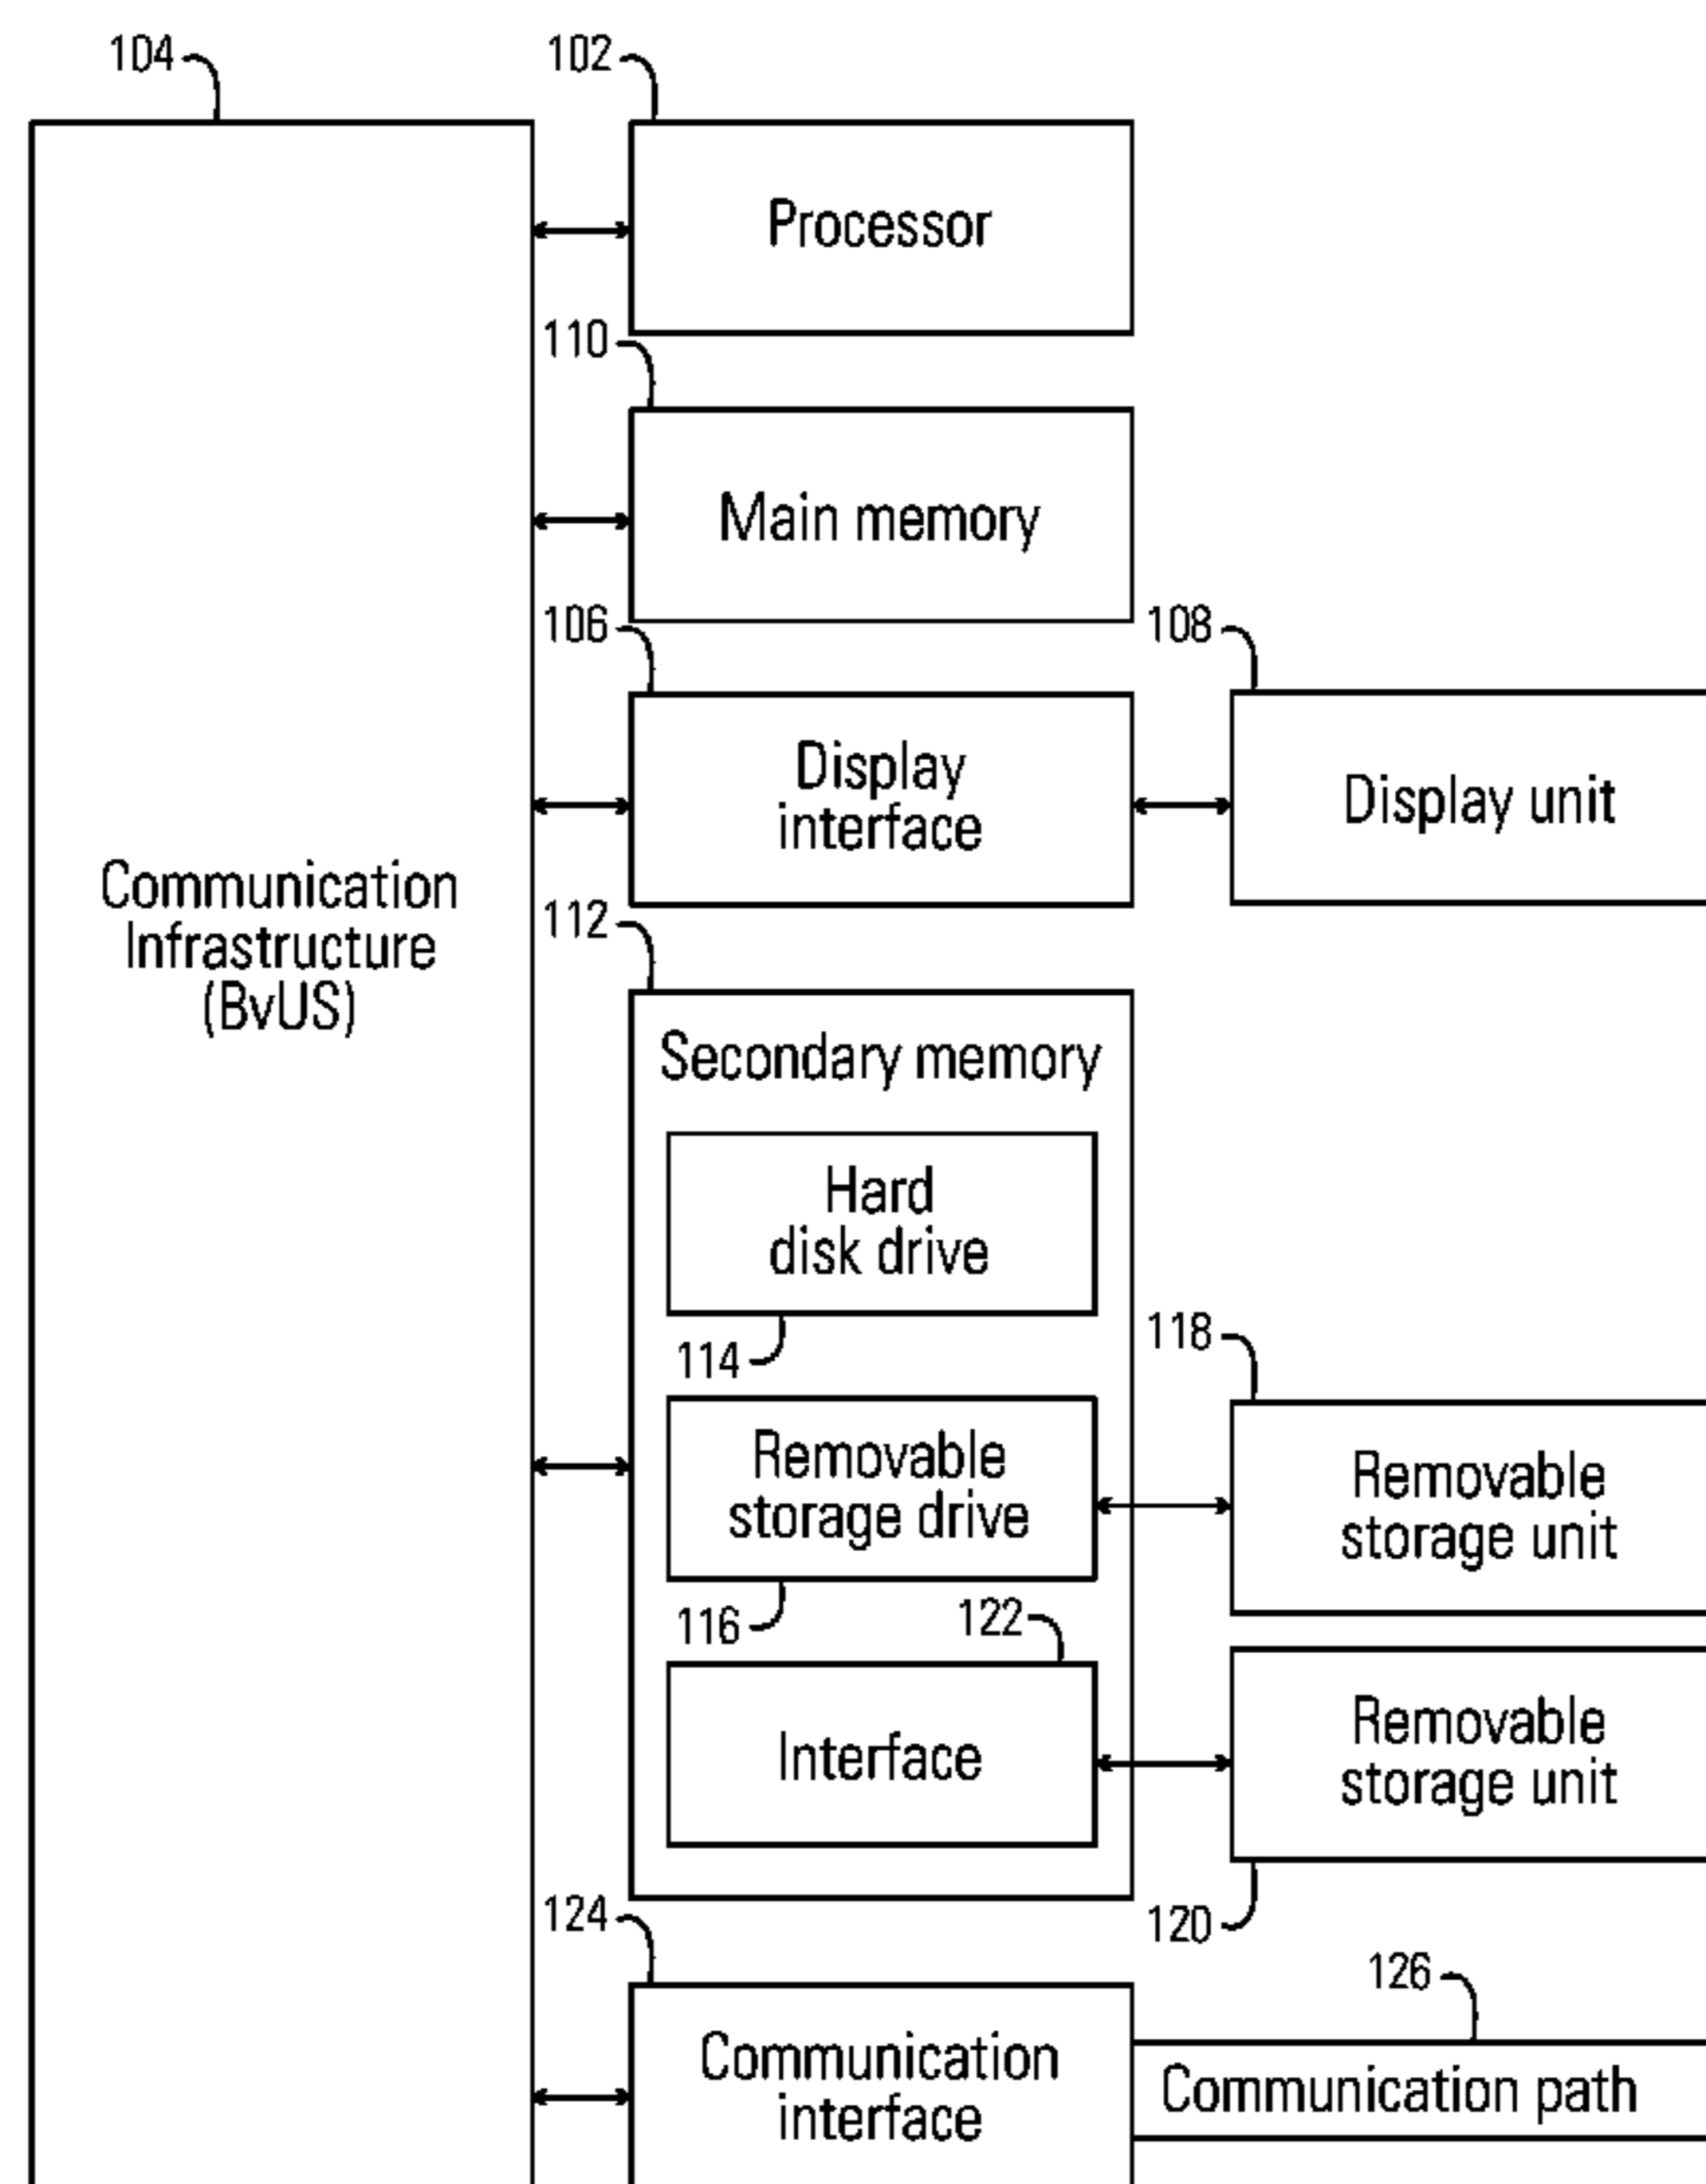 104
102
Processor
110
Main memory
106
108
Display
interface
Display unit
Communication
Infrastructure
(BvUS)
112
Secondary memory
Hard
disk drive
114
118
Removable
storage drive
Removable
storage unit
116
122
Interface
Removable
storage unit
120
124
126
Communication
interface
Communication path